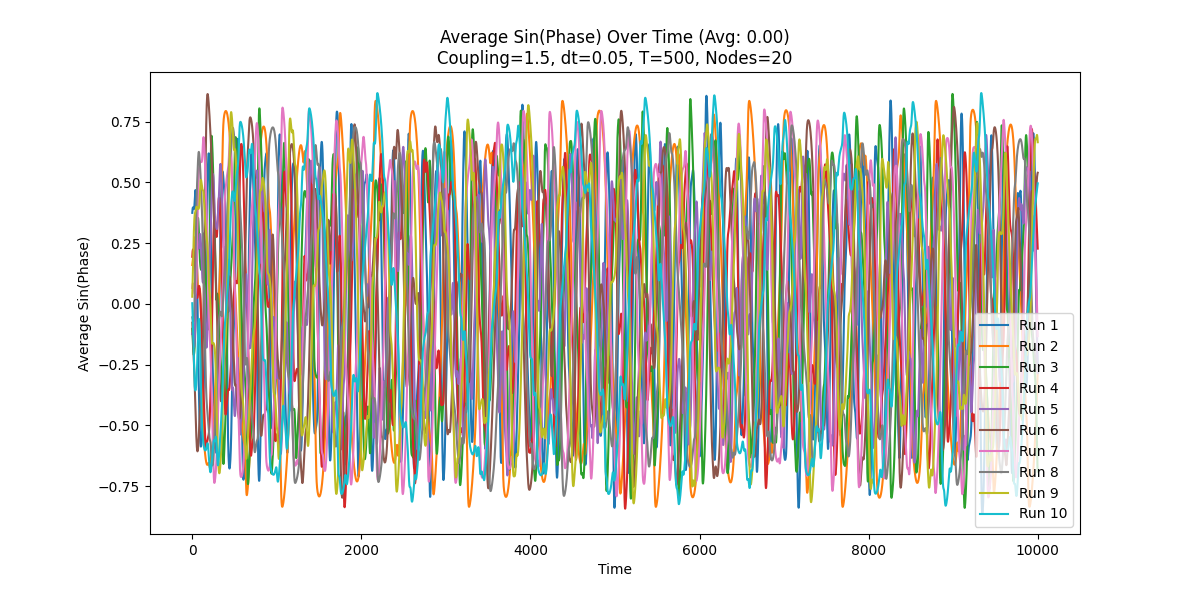 Average Sin(Phase) Over Time (Avg: 0.00)
Coupling=1.5, dt=0.05, T=500, Nodes=20
Average Sin(Phase)
0.75
0.50
0.25
0.00
−0.25
−0.50
−0.75
0
2000
4000
6000
8000
10000
Time
Run 1
Run 2
Run 3
Run 4
Run 5
Run 6
Run 7
Run 8
Run 9
Run 10